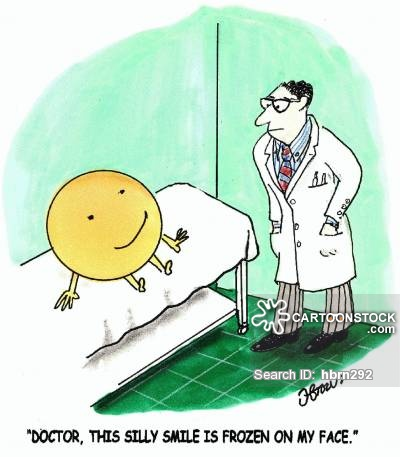 CARTOONSTOCK
.com
Search ID: hbrn292
"DOCTOR, THIS SILLY SMILE IS FROZEN ON MY FACE."